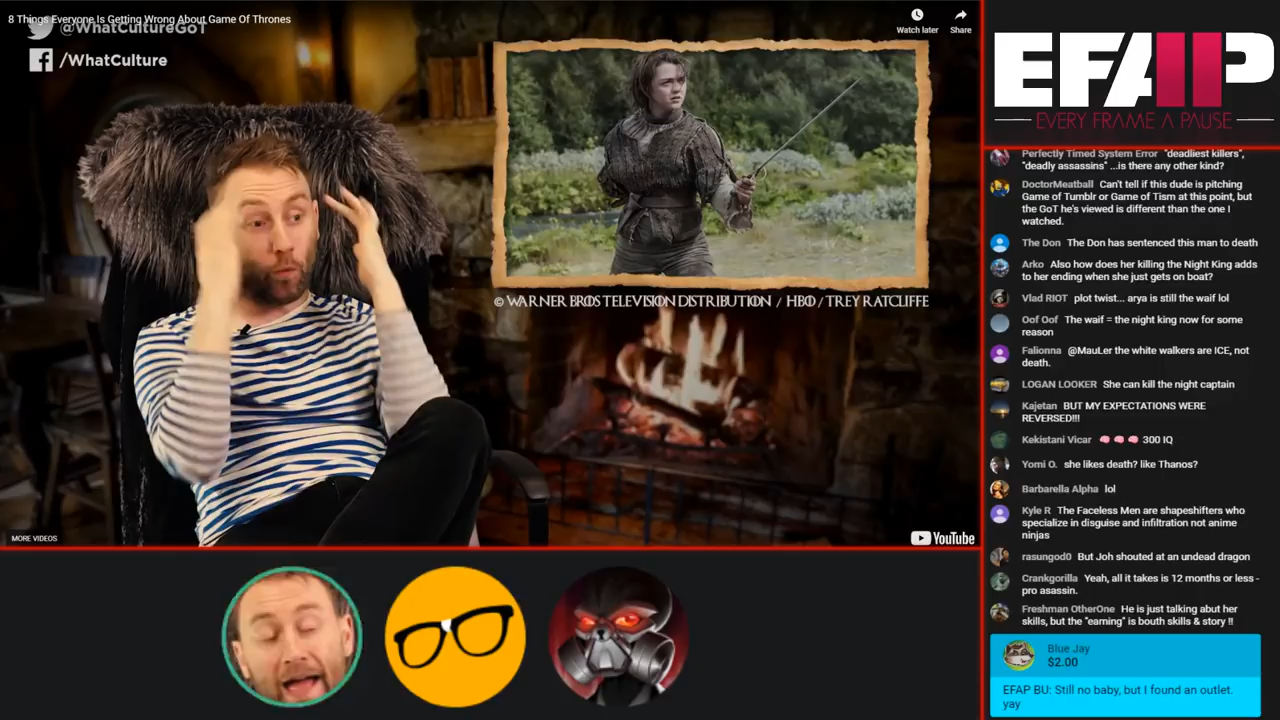 8 Things Everyone Is Getting Wrong About Game Of Thrones
@WhatCultureGoT
/WhatCulture
Watch later
Share
© WARNER BROS TELEVISION DISTRIBUTION / HBO / TREY RATCLIFFE
MORE VIDEOS
YouTube
EFAP
EVERY FRAME A PAUSE
Perfectly Timed System Error "deadliest killers",
"deadly assassins" ...is there any other kind?
DoctorMeatball Can't tell if this dude is pitching
Game of Tumblr or Game of Tism at this point, but
the GoT he's viewed is different than the one I
watched.
The Don The Don has sentenced this man to death
Arko Also how does her killing the Night King adds
to her ending when she just gets on boat?
Vlad RIOT plot twist... arya is still the waif lol
Oof Oof The waif = the night king now for some
reason
Falionna @MauLer the white walkers are ICE, not
death.
LOGAN LOOKER She can kill the night captain
Kajetan BUT MY EXPECTATIONS WERE
REVERSED!!!
Kekistani Vicar 🧠🧠🧠 300 IQ
Yomi O. she likes death? like Thanos?
Barbarella Alpha lol
Kyle R The Faceless Men are shapeshifters who
specialize in disguise and infiltration not anime
ninjas
rasungod0 But Joh shouted at an undead dragon
Crankgorilla Yeah, all it takes is 12 months or less -
pro asassin.
Freshman OtherOne He is just talking abut her
skills, but the "earning" is bouth skills & story !!
Blue Jay
$2.00
EFAP BU: Still no baby, but I found an outlet.
yay